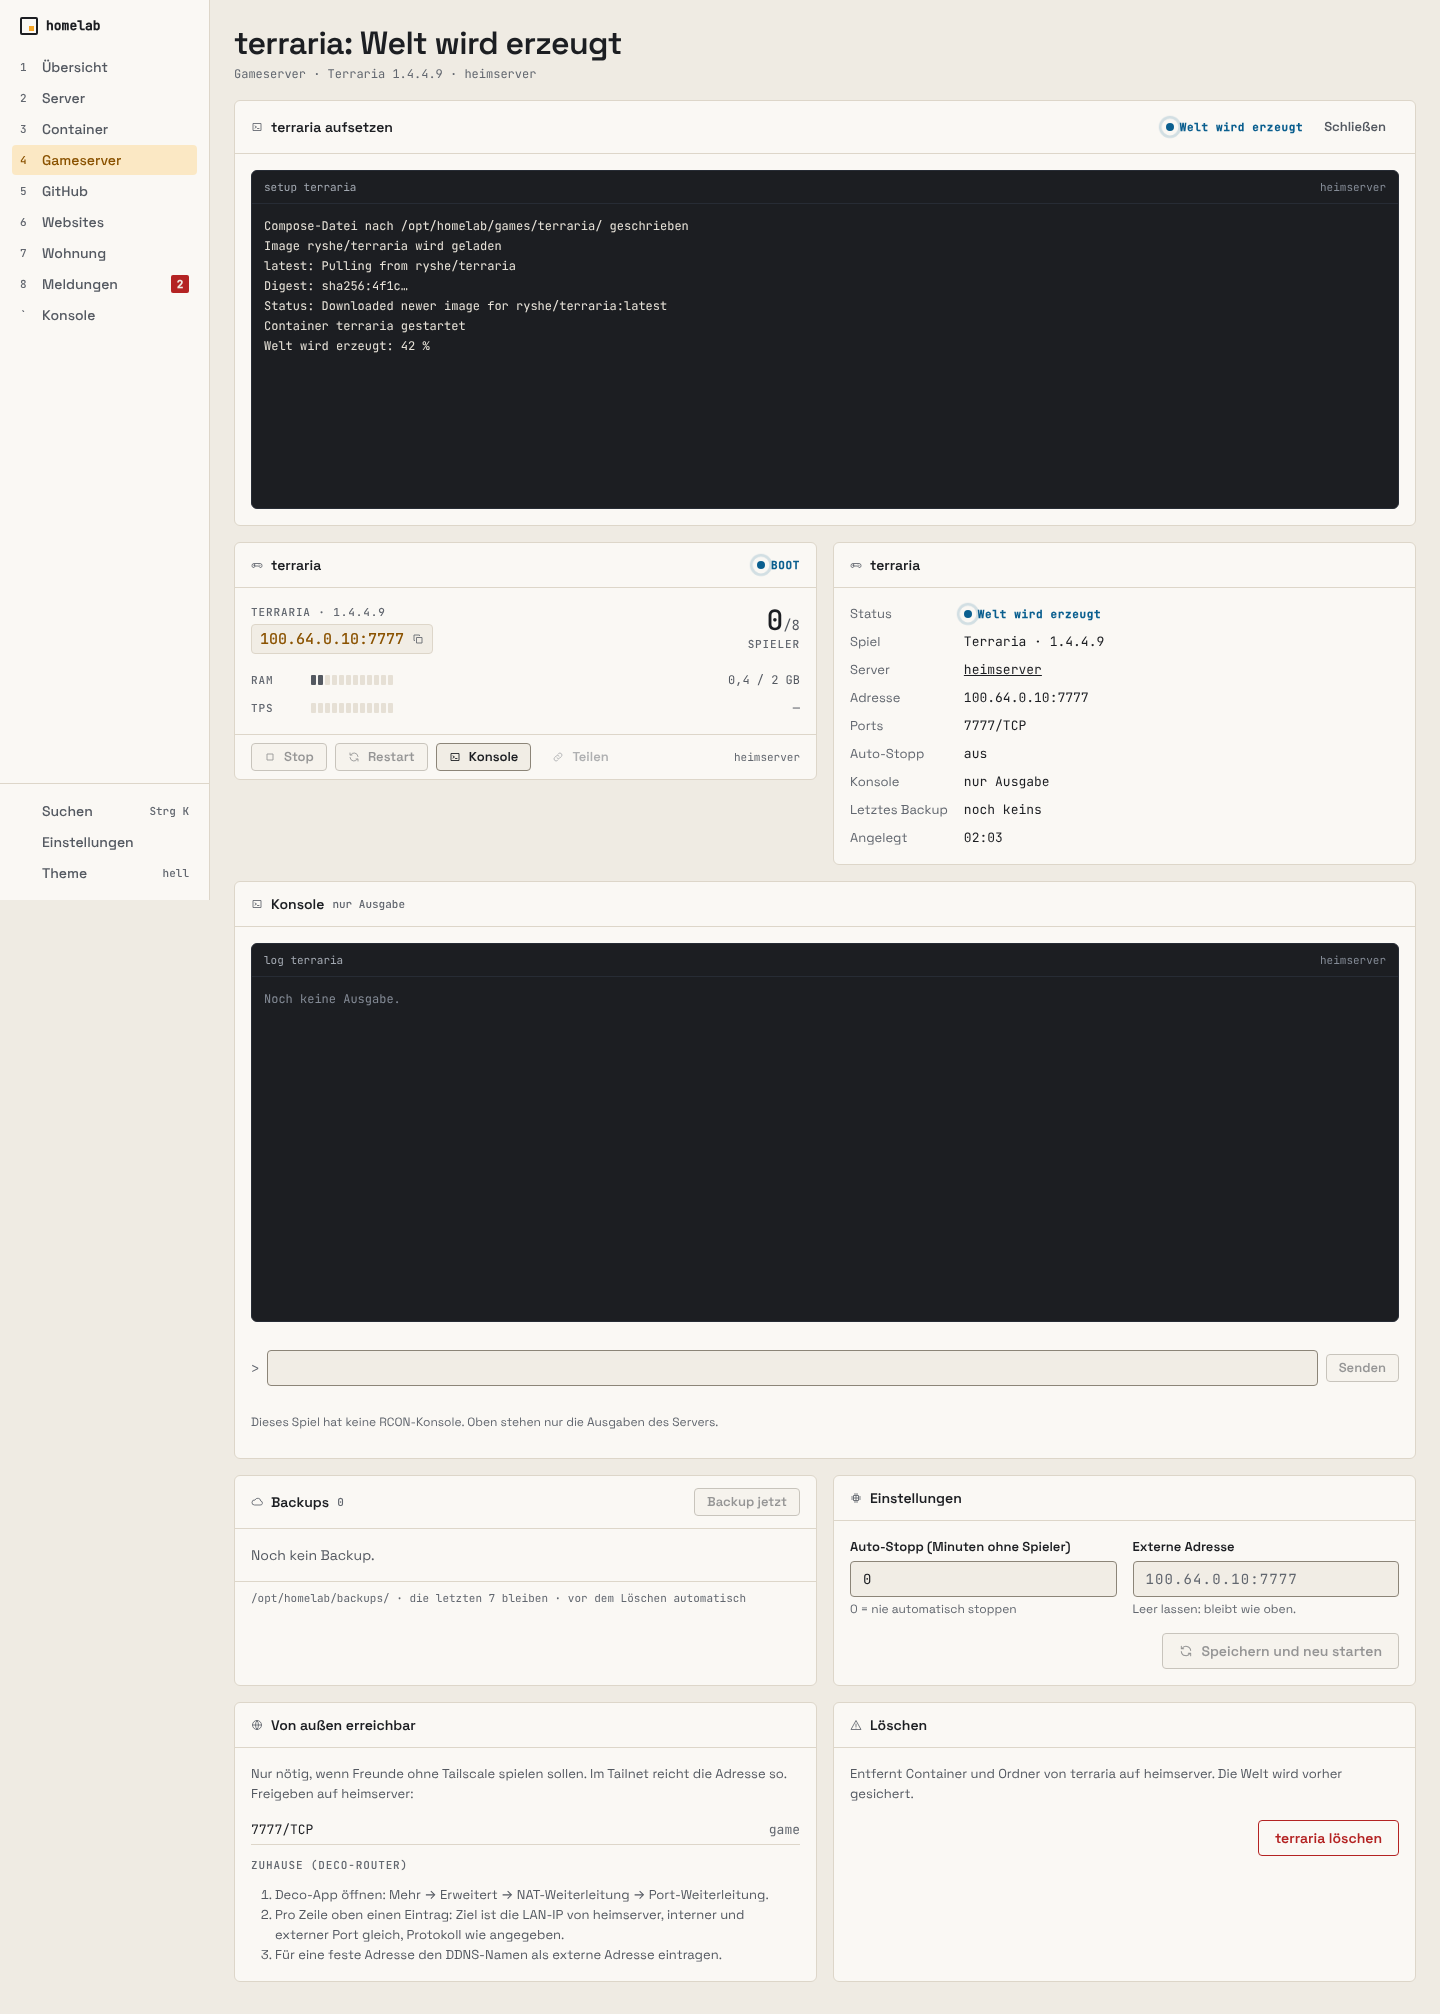 homelab
1 Übersicht
2 Server
3 Container
4 Gameserver
5 GitHub
6 Websites
7 Wohnung
8 Meldungen 2
` Konsole
Suchen Strg K
Einstellungen
Theme hell
terraria: Welt wird erzeugt
Gameserver · Terraria 1.4.4.9 · heimserver
terraria aufsetzen
Welt wird erzeugt
Schließen
setup terraria
heimserver
Compose-Datei nach /opt/homelab/games/terraria/ geschrieben
Image ryshe/terraria wird geladen
latest: Pulling from ryshe/terraria
Digest: sha256:4f1c…
Status: Downloaded newer image for ryshe/terraria:latest
Container terraria gestartet
Welt wird erzeugt: 42 %
terraria
BOOT
TERRARIA · 1.4.4.9
100.64.0.10:7777
0/8
SPIELER
RAM 0,4 / 2 GB
TPS —
Stop
Restart
Konsole
Teilen
heimserver
terraria
Status Welt wird erzeugt
Spiel Terraria · 1.4.4.9
Server heimserver
Adresse 100.64.0.10:7777
Ports 7777/TCP
Auto-Stopp aus
Konsole nur Ausgabe
Letztes Backup noch keins
Angelegt 02:03
Konsole nur Ausgabe
log terraria
heimserver
Noch keine Ausgabe.
>
Senden
Dieses Spiel hat keine RCON-Konsole. Oben stehen nur die Ausgaben des Servers.
Backups 0
Backup jetzt
Noch kein Backup.
/opt/homelab/backups/ · die letzten 7 bleiben · vor dem Löschen automatisch
Einstellungen
Auto-Stopp (Minuten ohne Spieler)
0
0 = nie automatisch stoppen
Externe Adresse
100.64.0.10:7777
Leer lassen: bleibt wie oben.
Speichern und neu starten
Von außen erreichbar
Nur nötig, wenn Freunde ohne Tailscale spielen sollen. Im Tailnet reicht die Adresse so.
Freigeben auf heimserver:
7777/TCP game
ZUHAUSE (DECO-ROUTER)
1. Deco-App öffnen: Mehr → Erweitert → NAT-Weiterleitung → Port-Weiterleitung.
2. Pro Zeile oben einen Eintrag: Ziel ist die LAN-IP von heimserver, interner und
externer Port gleich, Protokoll wie angegeben.
3. Für eine feste Adresse den DDNS-Namen als externe Adresse eintragen.
Löschen
Entfernt Container und Ordner von terraria auf heimserver. Die Welt wird vorher
gesichert.
terraria löschen